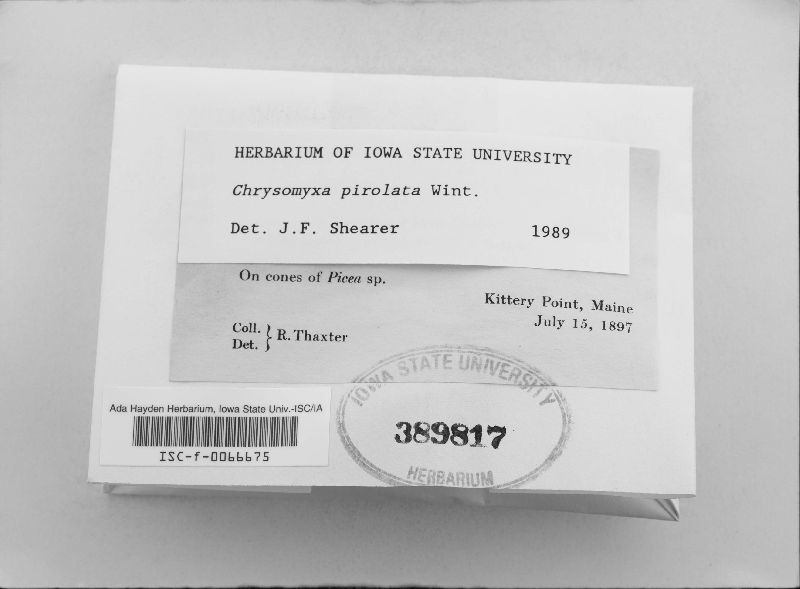 HERBARIUM OF IOWA STATE UNIVERSITY
Chrysomyxa pirolata Wint.
Det. J.F. Shearer 1989
On cones of Picea sp.
Kittery Point, Maine
July 15, 1897
Coll. } R. Thaxter
Det.
IOWA STATE UNIVERSITY
389817
HERBARIUM
Ada Hayden Herbarium, Iowa State Univ.-ISC/IA
ISC-f-0066675